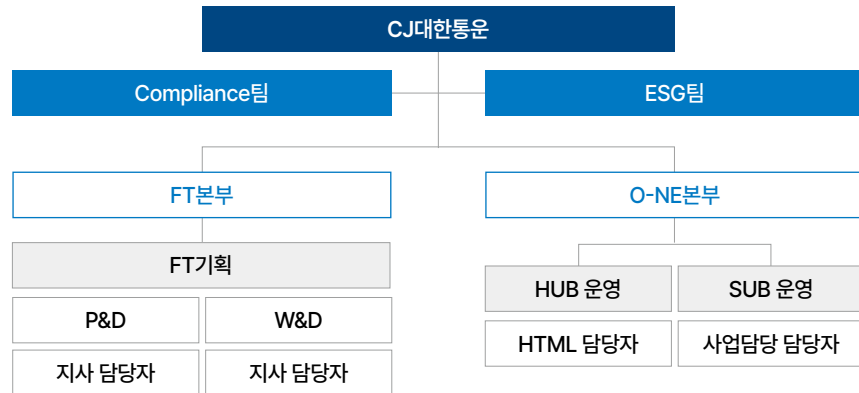 CJ대한통운
Compliance팀
ESG팀
FT본부
O-NE본부
FT기획
HUB 운영
SUB 운영
P&D
W&D
HTML 담당자
사업담당 담당자
지사 담당자
지사 담당자